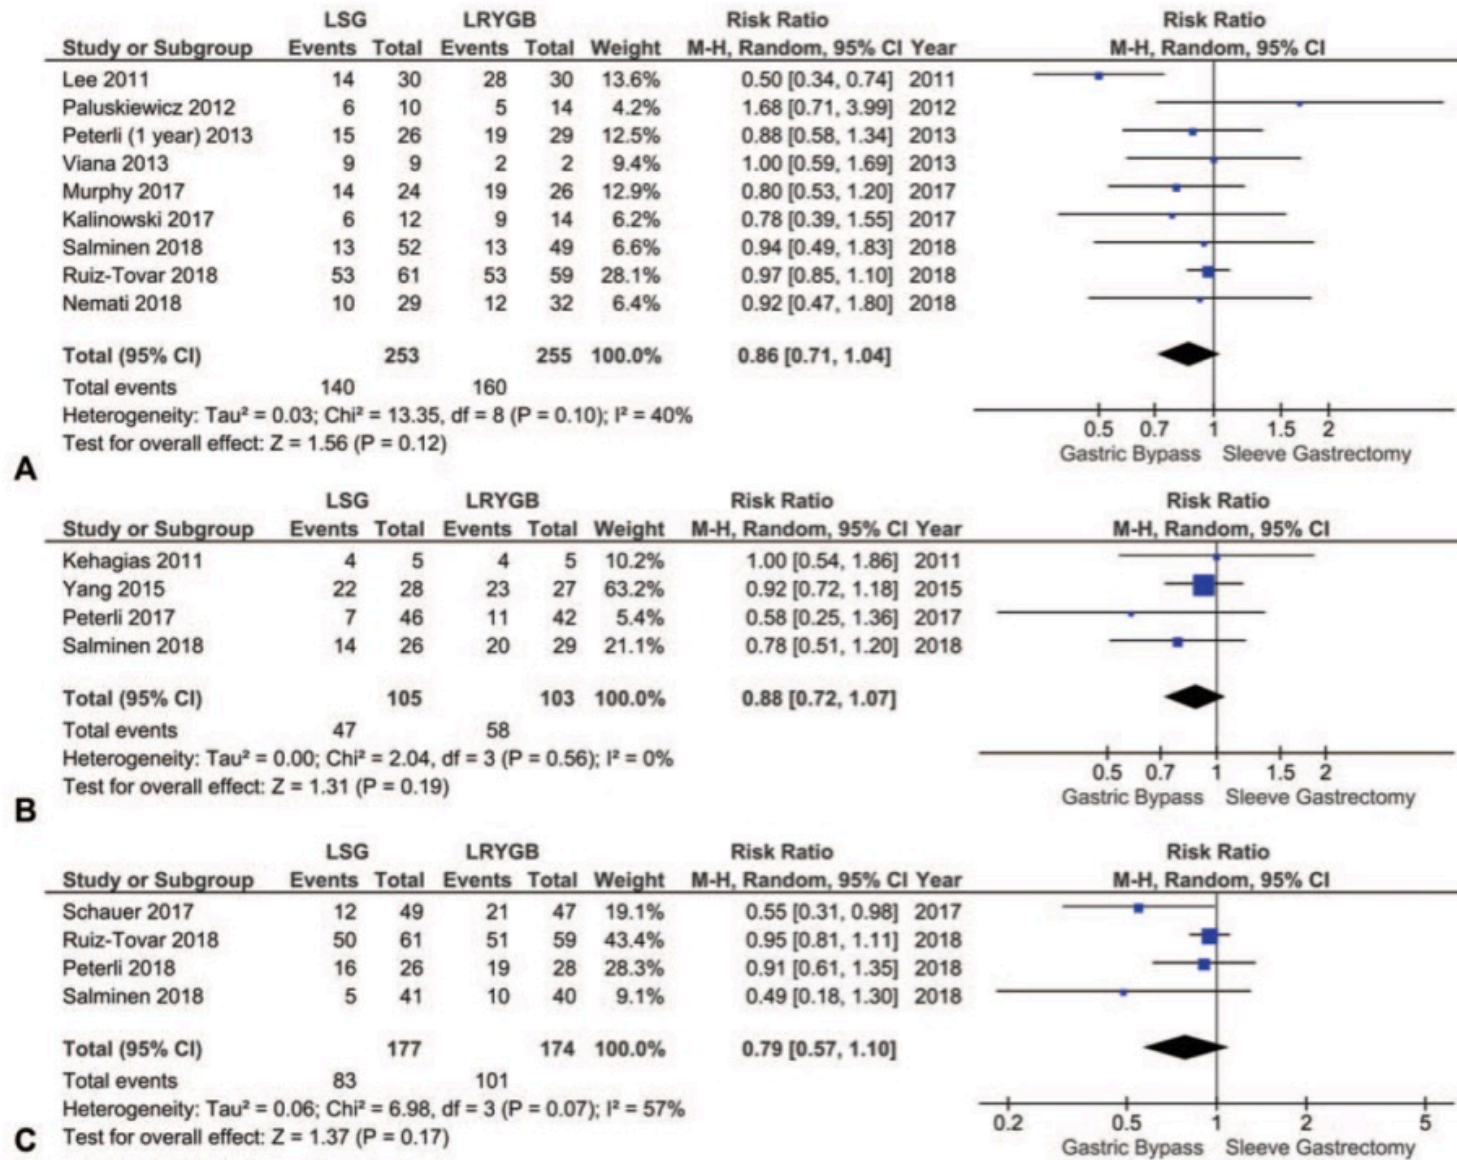 LSG LRYGB Risk Ratio Risk Ratio
Study or Subgroup Events Total Events Total Weight M-H, Random, 95% CI Year M-H, Random, 95% CI
Lee 2011 14 30 28 30 13.6% 0.50 [0.34, 0.74] 2011
Paluskiewicz 2012 6 10 5 14 4.2% 1.68 [0.71, 3.99] 2012
Peterli (1 year) 2013 15 26 19 29 12.5% 0.88 [0.58, 1.34] 2013
Viana 2013 9 9 2 2 9.4% 1.00 [0.59, 1.69] 2013
Murphy 2017 14 24 19 26 12.9% 0.80 [0.53, 1.20] 2017
Kalinowski 2017 6 12 9 14 6.2% 0.78 [0.39, 1.55] 2017
Salminen 2018 13 52 13 49 6.6% 0.94 [0.49, 1.83] 2018
Ruiz-Tovar 2018 53 61 53 59 28.1% 0.97 [0.85, 1.10] 2018
Nemati 2018 10 29 12 32 6.4% 0.92 [0.47, 1.80] 2018
Total (95% CI) 253 255 100.0% 0.86 [0.71, 1.04]
Total events 140 160
Heterogeneity: Tau² = 0.03; Chi² = 13.35, df = 8 (P = 0.10); I² = 40%
Test for overall effect: Z = 1.56 (P = 0.12)
0.5 0.7 1 1.5 2
Gastric Bypass Sleeve Gastrectomy
A
LSG LRYGB Risk Ratio Risk Ratio
Study or Subgroup Events Total Events Total Weight M-H, Random, 95% CI Year M-H, Random, 95% CI
Kehagias 2011 4 5 4 5 10.2% 1.00 [0.54, 1.86] 2011
Yang 2015 22 28 23 27 63.2% 0.92 [0.72, 1.18] 2015
Peterli 2017 7 46 11 42 5.4% 0.58 [0.25, 1.36] 2017
Salminen 2018 14 26 20 29 21.1% 0.78 [0.51, 1.20] 2018
Total (95% CI) 105 103 100.0% 0.88 [0.72, 1.07]
Total events 47 58
Heterogeneity: Tau² = 0.00; Chi² = 2.04, df = 3 (P = 0.56); I² = 0%
Test for overall effect: Z = 1.31 (P = 0.19)
0.5 0.7 1 1.5 2
Gastric Bypass Sleeve Gastrectomy
B
LSG LRYGB Risk Ratio Risk Ratio
Study or Subgroup Events Total Events Total Weight M-H, Random, 95% CI Year M-H, Random, 95% CI
Schauer 2017 12 49 21 47 19.1% 0.55 [0.31, 0.98] 2017
Ruiz-Tovar 2018 50 61 51 59 43.4% 0.95 [0.81, 1.11] 2018
Peterli 2018 16 26 19 28 28.3% 0.91 [0.61, 1.35] 2018
Salminen 2018 5 41 10 40 9.1% 0.49 [0.18, 1.30] 2018
Total (95% CI) 177 174 100.0% 0.79 [0.57, 1.10]
Total events 83 101
Heterogeneity: Tau² = 0.06; Chi² = 6.98, df = 3 (P = 0.07); I² = 57%
Test for overall effect: Z = 1.37 (P = 0.17)
0.2 0.5 1 2 5
Gastric Bypass Sleeve Gastrectomy
C